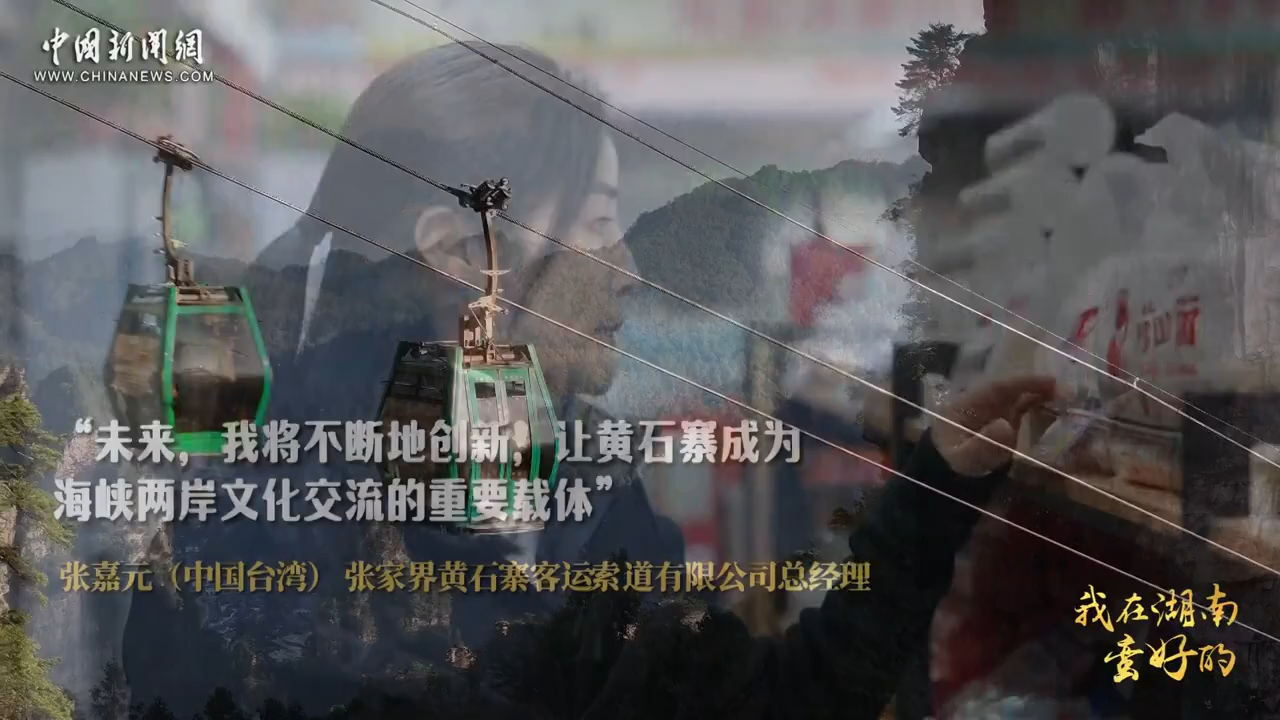 中國新聞網
WWW.CHINANEWS.COM
“未来，我将不断地创新，让黄石寨成为
海峡两岸文化交流的重要载体”
张嘉元（中国台湾） 张家界黄石寨客运索道有限公司总经理
我在湖南
蛮好的